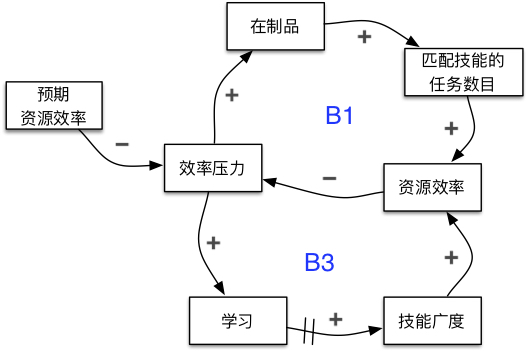 在制品
+
匹配技能的
任务数目
预期
资源效率
+
B1
+
−
效率压力
−
资源效率
+
B3
+
学习
+
技能广度